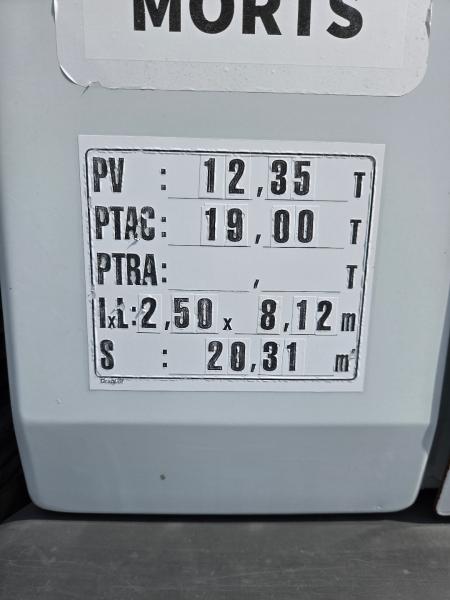 MORTS
PV : 12,35 T
PTAC: 19,00 T
PTRA: , T
lxL: 2,50 x 8,12 m
S : 20,31 m²